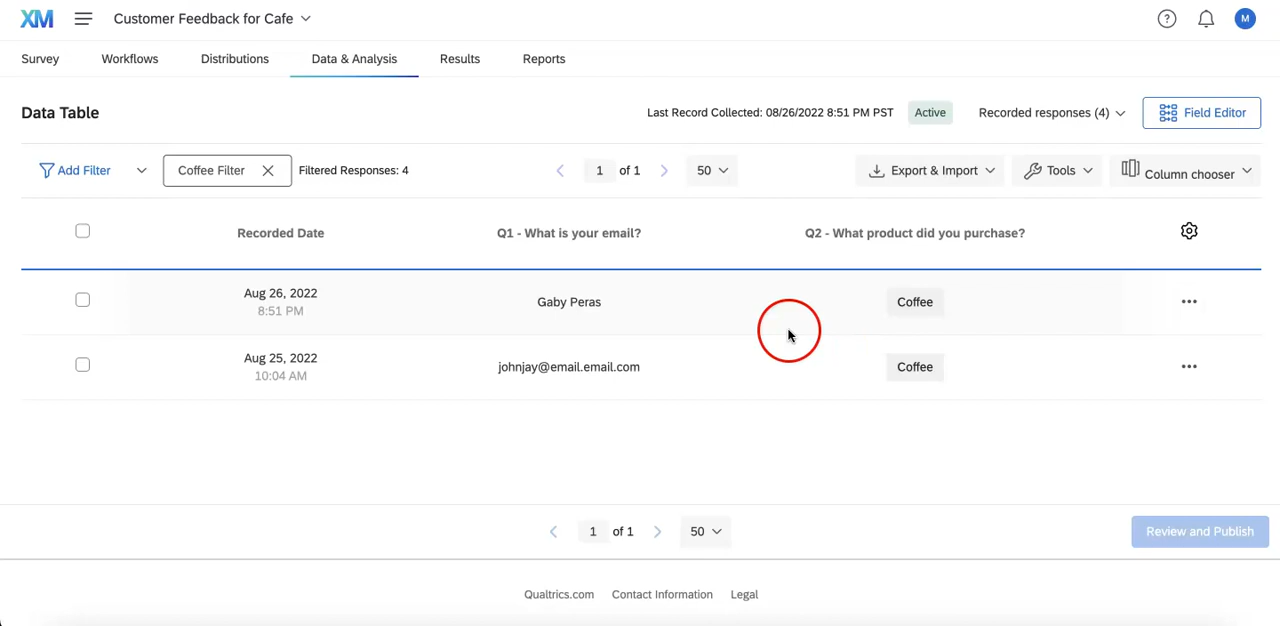 XM Customer Feedback for Cafe M
Survey Workflows Distributions Data & Analysis Results Reports
Data Table Last Record Collected: 08/26/2022 8:51 PM PST Active Recorded responses (4) Field Editor
Add Filter Coffee Filter Filtered Responses: 4 1 of 1 50 Export & Import Tools Column chooser
Recorded Date Q1 - What is your email? Q2 - What product did you purchase?
Aug 26, 2022
8:51 PM
Gaby Peras Coffee
Aug 25, 2022
10:04 AM
johnjay@email.email.com Coffee
1 of 1 50 Review and Publish
Qualtrics.com Contact Information Legal